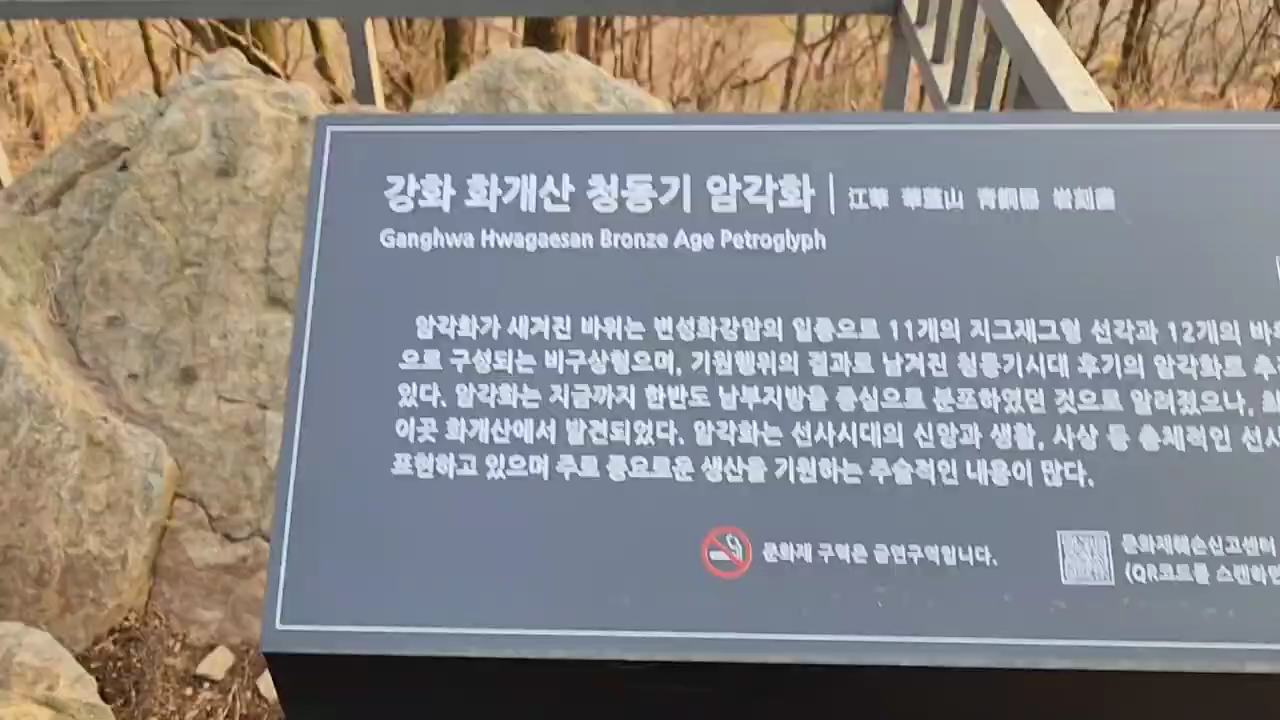 강화 화개산 청동기 암각화 | 江華 華蓋山 靑銅器 岩刻畵
Ganghwa Hwagaesan Bronze Age Petroglyph
암각화가 새겨진 바위는 변성화강암의 일종으로 11개의 지그재그형 선각과 12개의
으로 구성되는 비구상형으며, 기원행위의 결과로 남겨진 청동기시대 후기의 암각화로
있다. 암각화는 지금까지 한반도 남부지방을 중심으로 분포하였던 것으로 알려졌으나,
이곳 화개산에서 발견되었다. 암각화는 선사시대의 신앙과 생활, 사상 등 총체적인
표현하고 있으며 주로 풍요로운 생산을 기원하는 주술적인 내용이 많다.
문화재 구역은 금연구역입니다.
문화재훼손신고센터
(QR코드를 스캔하면